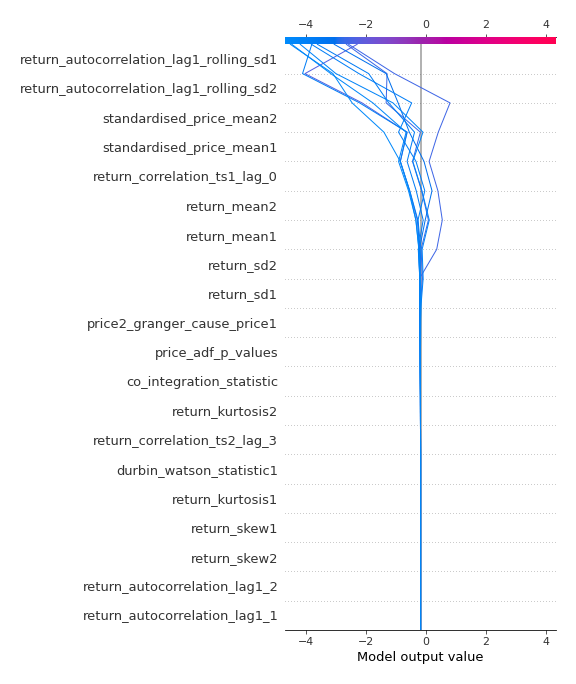 −4 −2 0 2 4
return_autocorrelation_lag1_rolling_sd1
return_autocorrelation_lag1_rolling_sd2
standardised_price_mean2
standardised_price_mean1
return_correlation_ts1_lag_0
return_mean2
return_mean1
return_sd2
return_sd1
price2_granger_cause_price1
price_adf_p_values
co_integration_statistic
return_kurtosis2
return_correlation_ts2_lag_3
durbin_watson_statistic1
return_kurtosis1
return_skew1
return_skew2
return_autocorrelation_lag1_2
return_autocorrelation_lag1_1
−4 −2 0 2 4
Model output value